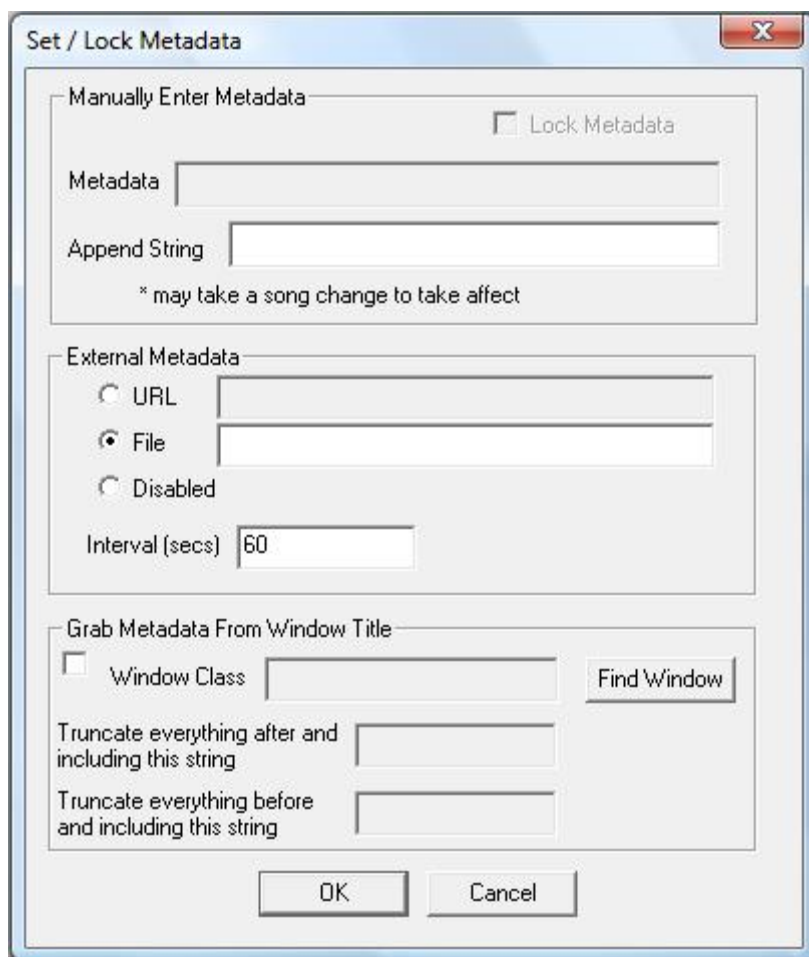 Set / Lock Metadata
Manually Enter Metadata
Lock Metadata
Metadata
Append String
* may take a song change to take affect
External Metadata
URL
File
Disabled
Interval (secs) 60
Grab Metadata From Window Title
Window Class
Find Window
Truncate everything after and
including this string
Truncate everything before
and including this string
OK Cancel